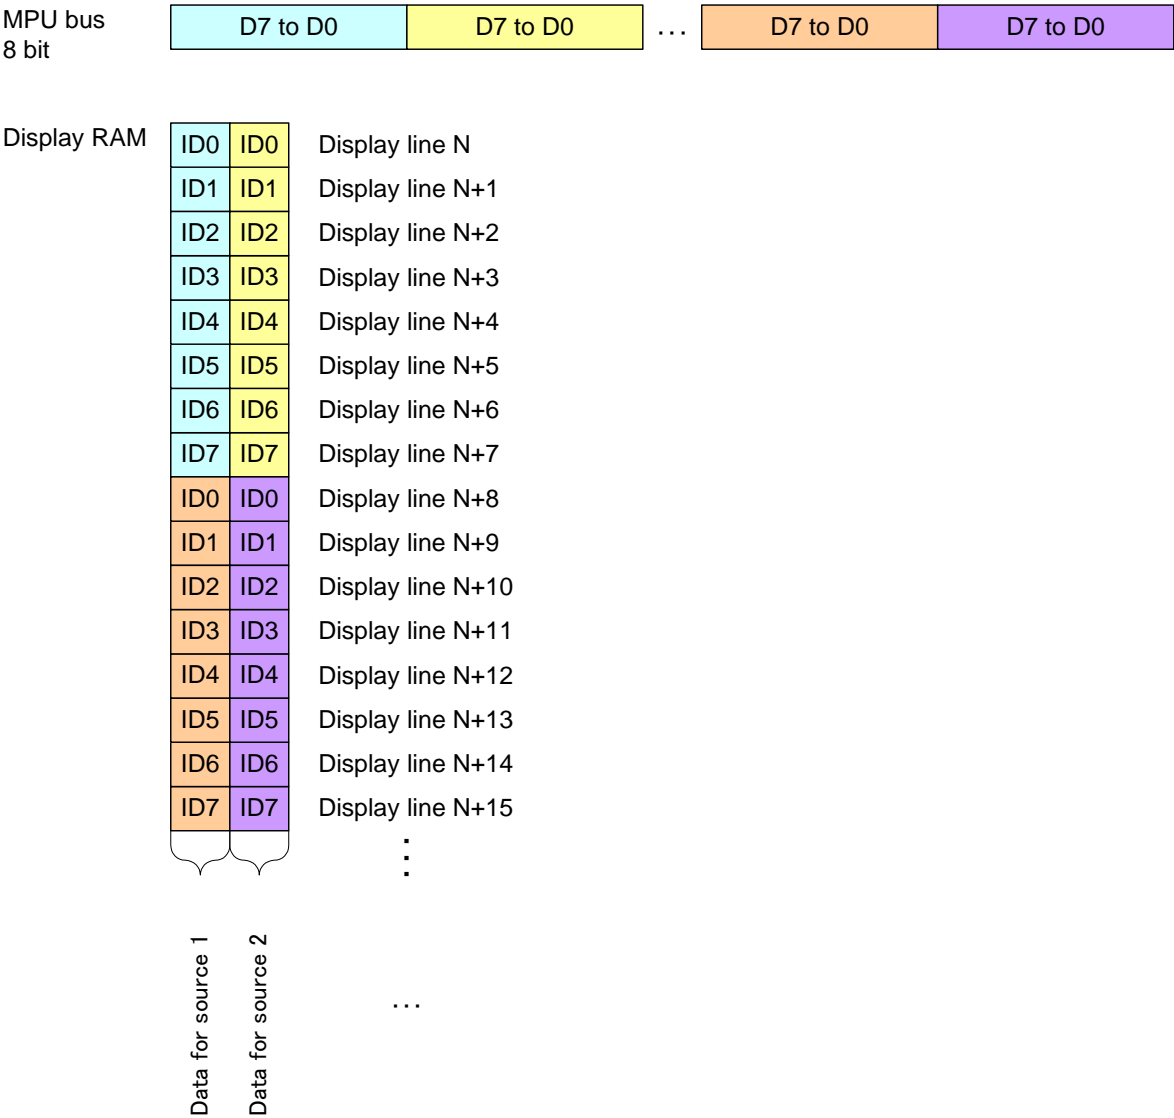 MPU bus
8 bit
D7 to D0 D7 to D0 ... D7 to D0 D7 to D0
Display RAM
ID0 ID0 Display line N
ID1 ID1 Display line N+1
ID2 ID2 Display line N+2
ID3 ID3 Display line N+3
ID4 ID4 Display line N+4
ID5 ID5 Display line N+5
ID6 ID6 Display line N+6
ID7 ID7 Display line N+7
ID0 ID0 Display line N+8
ID1 ID1 Display line N+9
ID2 ID2 Display line N+10
ID3 ID3 Display line N+11
ID4 ID4 Display line N+12
ID5 ID5 Display line N+13
ID6 ID6 Display line N+14
ID7 ID7 Display line N+15
Data for source 1
Data for source 2
...